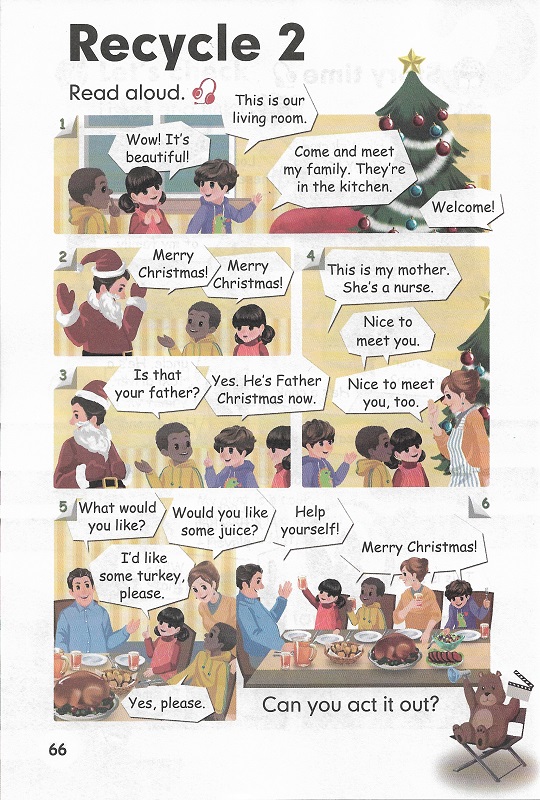 Recycle 2
Read aloud.
1
This is our
living room.
Wow! It's
beautiful!
Come and meet
my family. They're
in the kitchen.
Welcome!
2
Merry
Christmas!
Merry
Christmas!
3
Is that
your father?
Yes. He's Father
Christmas now.
4
This is my mother.
She's a nurse.
Nice to
meet you.
Nice to meet
you, too.
5
What would
you like?
I'd like
some turkey,
please.
Would you like
some juice?
Yes, please.
6
Help
yourself!
Merry Christmas!
Can you act it out?
66